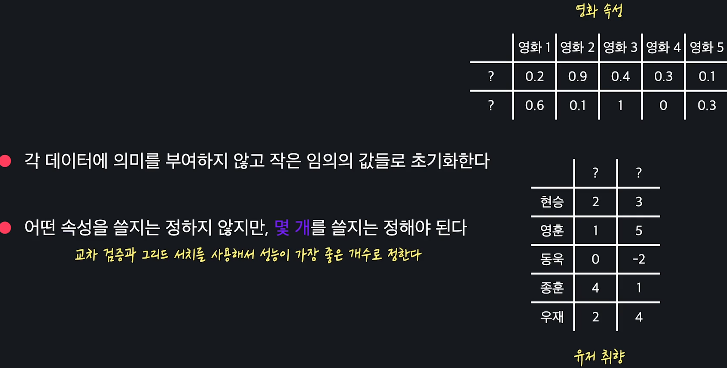 영화 속성
영화 1 영화 2 영화 3 영화 4 영화 5
? 0.2 0.9 0.4 0.3 0.1
? 0.6 0.1 1 0 0.3
각 데이터에 의미를 부여하지 않고 작은 임의의 값들로 초기화한다
어떤 속성을 쓸지는 정하지 않지만, 몇 개를 쓸지는 정해야 된다
교차 검증과 그리드 서치를 사용해서 성능이 가장 좋은 개수로 정한다
? ?
현승 2 3
영훈 1 5
동욱 0 -2
종훈 4 1
우재 2 4
유저 취향